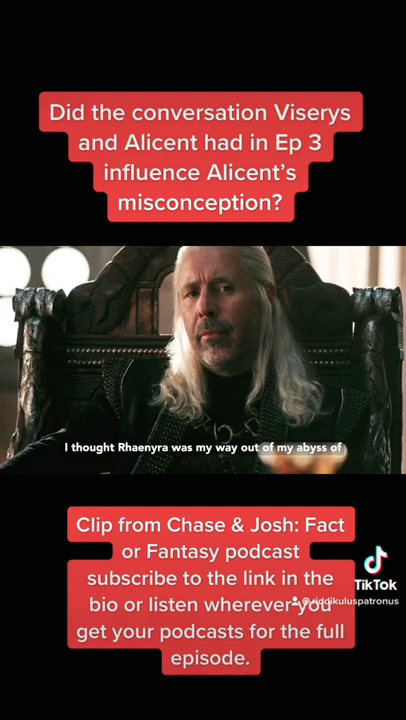 Did the conversation Viserys
and Alicent had in Ep 3
influence Alicent’s
misconception?
I thought Rhaenyra was my way out of my abyss of
Clip from Chase & Josh: Fact
or Fantasy podcast
subscribe to the link in the
bio or listen wherever you
get your podcasts for the full
episode.
TikTok
@riddikuluspatronus